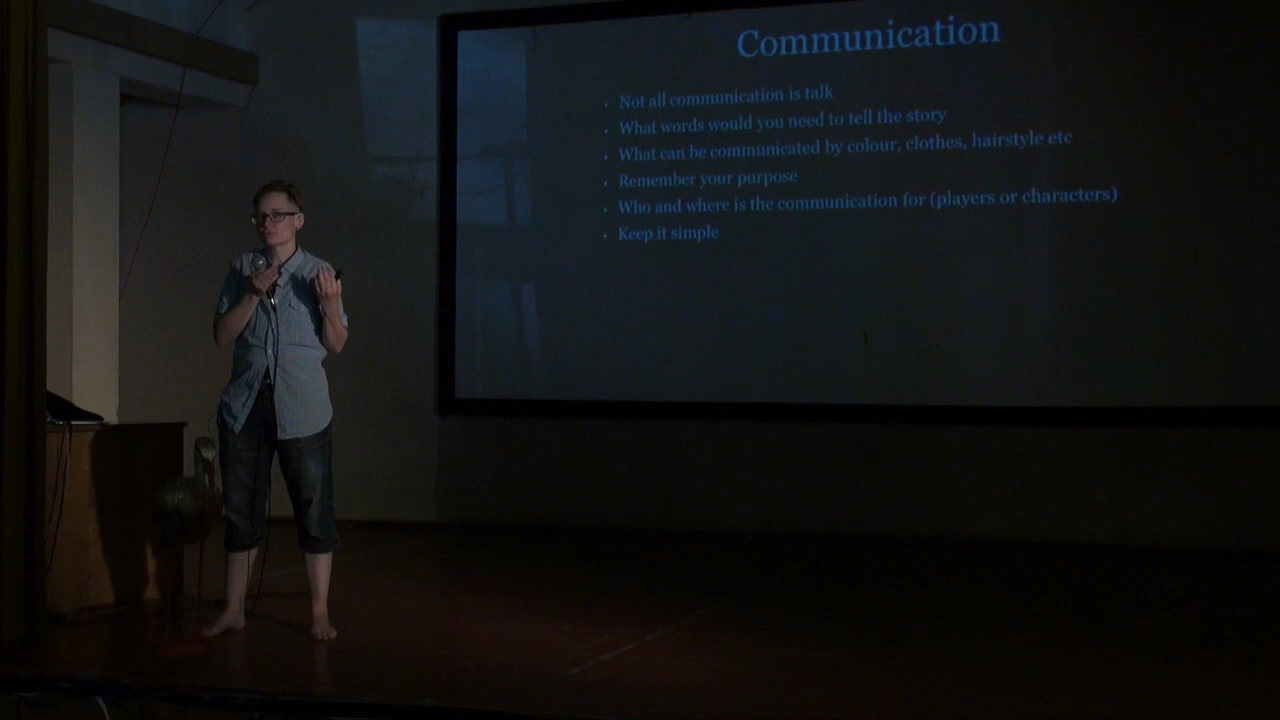 Communication
• Not all communication is talk
• What words would you need to tell the story
• What can be communicated by colour, clothes, hairstyle etc
• Remember your purpose
• Who and where is the communication for (players or characters)
• Keep it simple